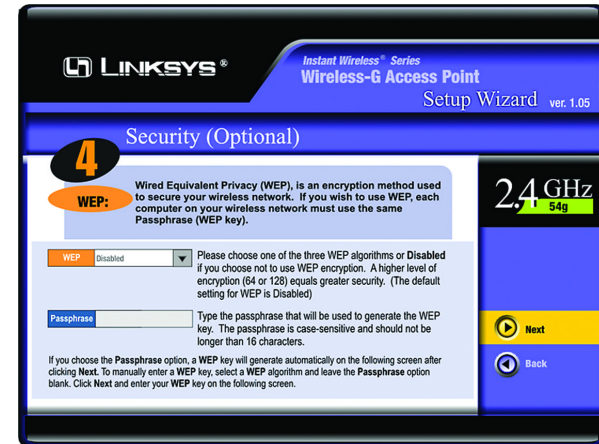 LINKSYS®
Instant Wireless® Series
Wireless-G Access Point
Setup Wizard ver. 1.05
4
Security (Optional)
WEP:
Wired Equivalent Privacy (WEP), is an encryption method used
to secure your wireless network. If you wish to use WEP, each
computer on your wireless network must use the same
Passphrase (WEP key).
2.4 GHz
54g
WEP Disabled
Please choose one of the three WEP algorithms or Disabled
if you choose not to use WEP encryption. A higher level of
encryption (64 or 128) equals greater security. (The default
setting for WEP is Disabled)
Passphrase
Type the passphrase that will be used to generate the WEP
key. The passphrase is case-sensitive and should not be
longer than 16 characters.
If you choose the Passphrase option, a WEP key will generate automatically on the following screen after
clicking Next. To manually enter a WEP key, select a WEP algorithm and leave the Passphrase option
blank. Click Next and enter your WEP key on the following screen.
Next
Back